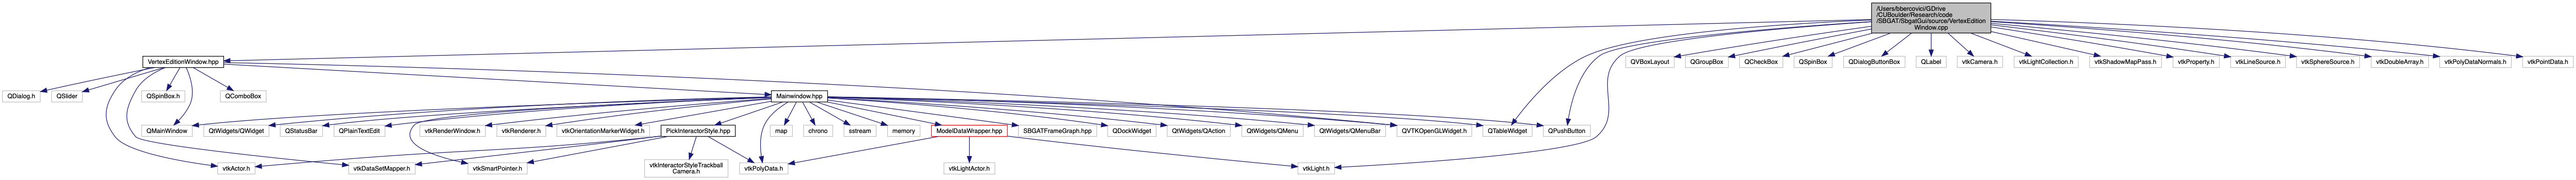 /Users/bbercovici/GDrive
/CUBoulder/Research/code
/SBGAT/SbgatGui/source/VertexEdition
Window.cpp
VertexEditionWindow.hpp
QVBoxLayout
QGroupBox
QCheckBox
QSpinBox
QDialogButtonBox
QLabel
vtkCamera.h
vtkLightCollection.h
vtkShadowMapPass.h
vtkProperty.h
vtkLineSource.h
vtkSphereSource.h
vtkDoubleArray.h
vtkPolyDataNormals.h
vtkPointData.h
QDialog.h
QSlider
QSpinBox.h
QComboBox
Mainwindow.hpp
QMainWindow
QtWidgets/QWidget
QStatusBar
QPlainTextEdit
vtkRenderWindow.h
vtkRenderer.h
vtkOrientationMarkerWidget.h
PickInteractorStyle.hpp
map
chrono
sstream
memory
ModelDataWrapper.hpp
SBGATFrameGraph.hpp
QDockWidget
QtWidgets/QAction
QtWidgets/QMenu
QtWidgets/QMenuBar
QVTKOpenGLWidget.h
QTableWidget
QPushButton
vtkActor.h
vtkDataSetMapper.h
vtkSmartPointer.h
vtkInteractorStyleTrackball
Camera.h
vtkPolyData.h
vtkLightActor.h
vtkLight.h